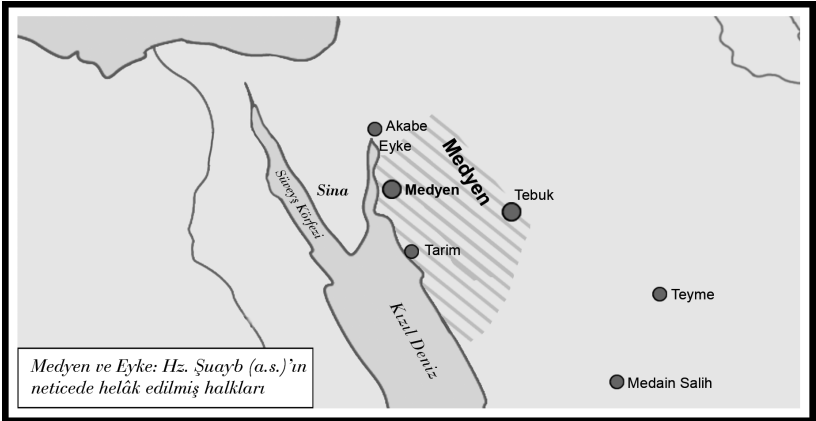 Akabe
Eyke
Medyen
Sina
Medyen
Tebuk
Süveyş Körfezi
Tarim
Teyme
Kızıl Deniz
Medain Salih
Medyen ve Eyke: Hz. Şuayb (a.s.)'ın
neticede helâk edilmiş halkları